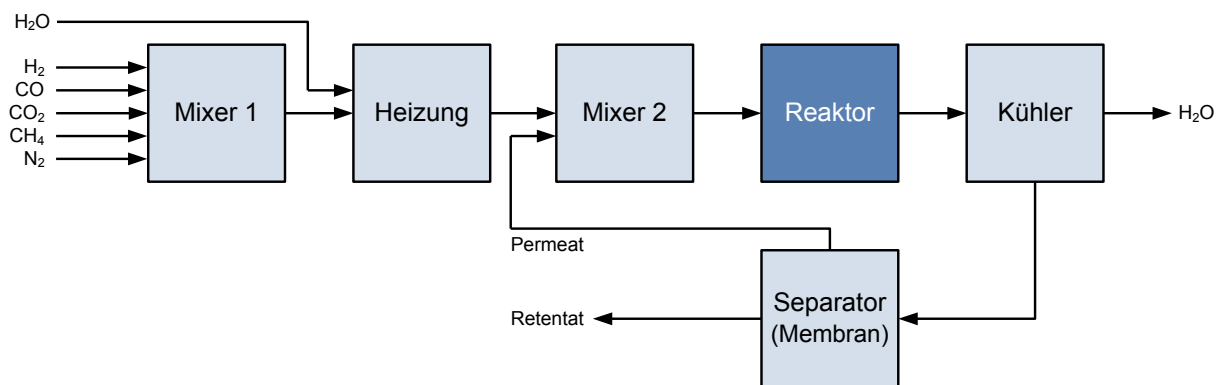 H₂O
H₂
CO
CO₂
CH₄
N₂
Mixer 1
Heizung
Mixer 2
Reaktor
Kühler
H₂O
Permeat
Retentat
Separator
(Membran)